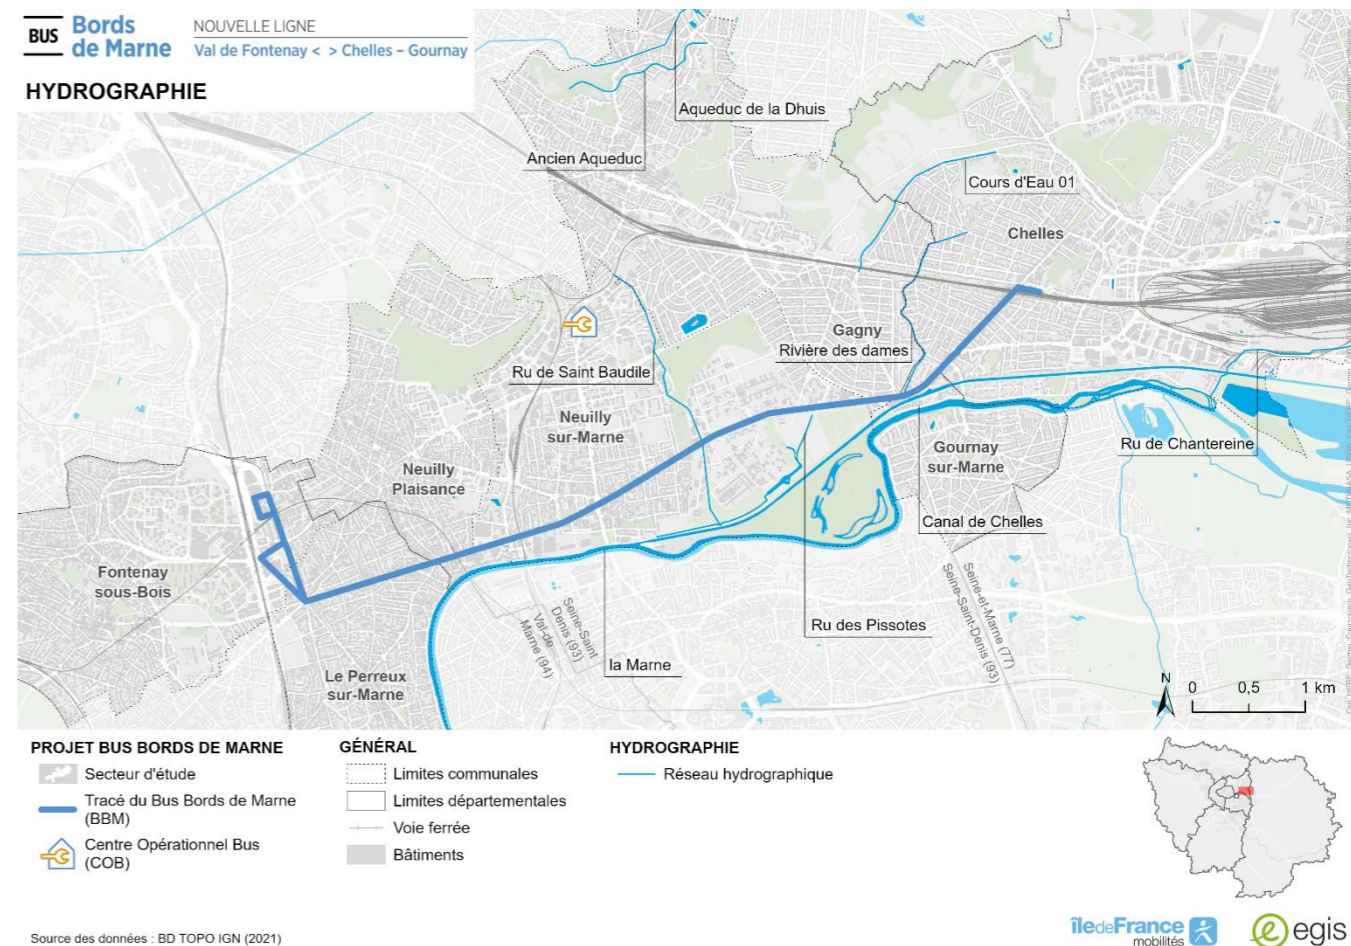 BUS
Bords
de Marne
NOUVELLE LIGNE
Val de Fontenay < > Chelles – Gournay
HYDROGRAPHIE
Aqueduc de la Dhuis
Ancien Aqueduc
Cours d'Eau 01
Chelles
Gagny
Rivière des dames
Ru de Saint Baudile
Neuilly
sur-Marne
Neuilly
Plaisance
Gournay
sur-Marne
Ru de Chantereine
Canal de Chelles
Fontenay
sous-Bois
Ru des Pissotes
la Marne
Le Perreux
sur-Marne
Seine-Saint
Denis (93)
Val-de
Marne (94)
Seine-et-Marne (77)
Seine-Saint-Denis (93)
N
0 0,5 1 km
PROJET BUS BORDS DE MARNE
Secteur d'étude
Tracé du Bus Bords de Marne
(BBM)
Centre Opérationnel Bus
(COB)
GÉNÉRAL
Limites communales
Limites départementales
Voie ferrée
Bâtiments
HYDROGRAPHIE
Réseau hydrographique
Source des données : BD TOPO IGN (2021)
îledeFrance
mobilités
egis